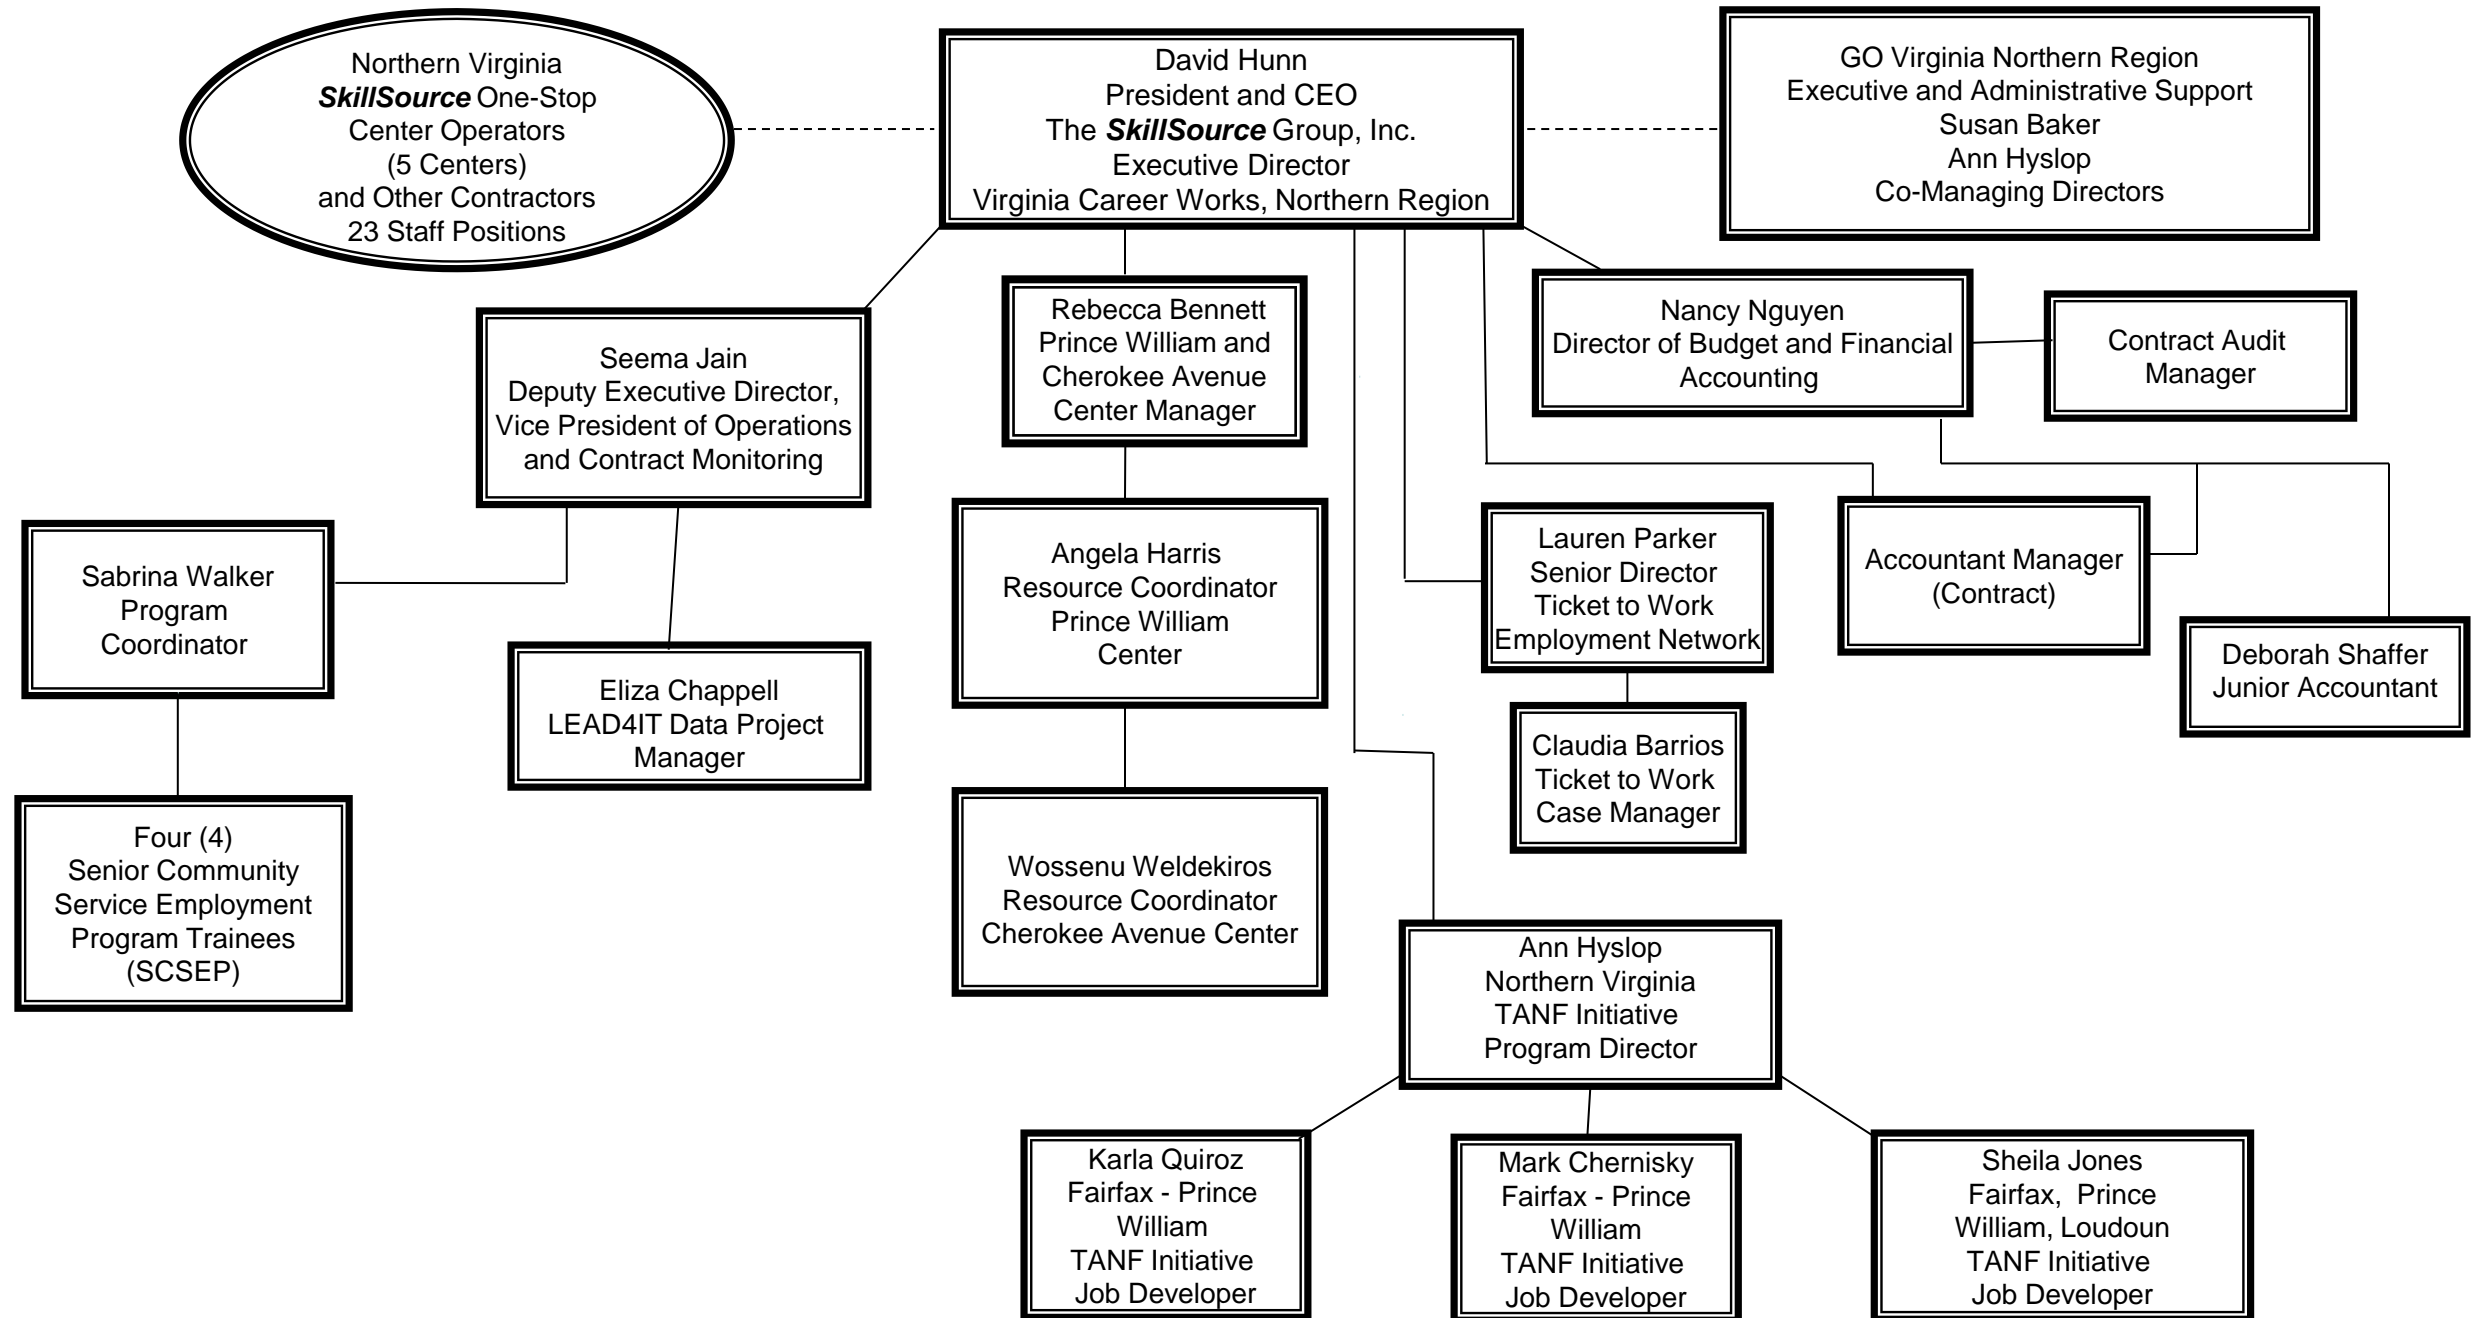 Northern Virginia
SkillSource One-Stop
Center Operators
(5 Centers)
and Other Contractors
23 Staff Positions
David Hunn
President and CEO
The SkillSource Group, Inc.
Executive Director
Virginia Career Works, Northern Region
GO Virginia Northern Region
Executive and Administrative Support
Susan Baker
Ann Hyslop
Co-Managing Directors
Seema Jain
Deputy Executive Director,
Vice President of Operations
and Contract Monitoring
Rebecca Bennett
Prince William and
Cherokee Avenue
Center Manager
Nancy Nguyen
Director of Budget and Financial
Accounting
Contract Audit
Manager
Sabrina Walker
Program
Coordinator
Eliza Chappell
LEAD4IT Data Project
Manager
Angela Harris
Resource Coordinator
Prince William
Center
Lauren Parker
Senior Director
Ticket to Work
Employment Network
Accountant Manager
(Contract)
Deborah Shaffer
Junior Accountant
Four (4)
Senior Community
Service Employment
Program Trainees
(SCSEP)
Wossenu Weldekiros
Resource Coordinator
Cherokee Avenue Center
Claudia Barrios
Ticket to Work
Case Manager
Ann Hyslop
Northern Virginia
TANF Initiative
Program Director
Karla Quiroz
Fairfax - Prince
William
TANF Initiative
Job Developer
Mark Chernisky
Fairfax - Prince
William
TANF Initiative
Job Developer
Sheila Jones
Fairfax, Prince
William, Loudoun
TANF Initiative
Job Developer